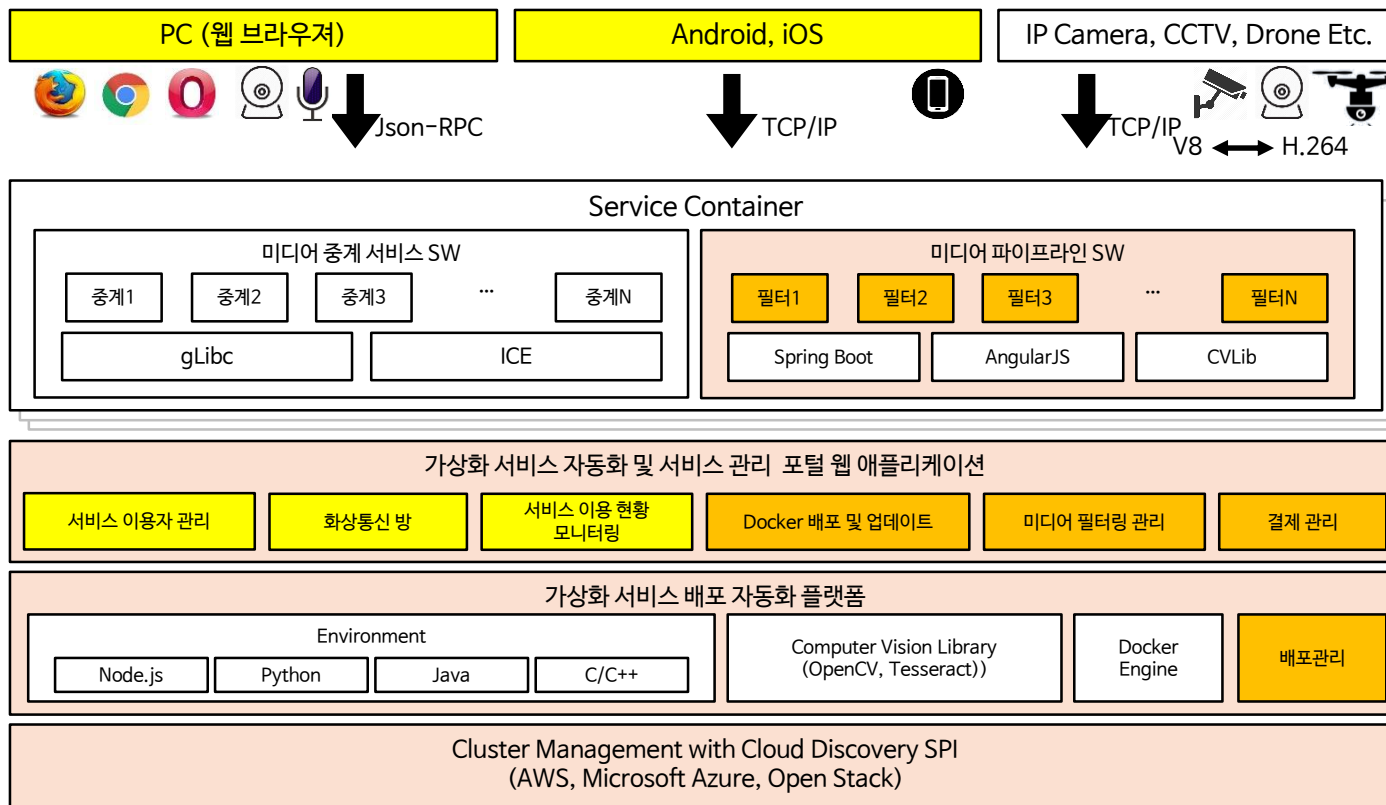 PC (웹 브라우져)
Android, iOS
IP Camera, CCTV, Drone Etc.
Json-RPC
TCP/IP
TCP/IP
V8
H.264
Service Container
미디어 중계 서비스 SW
중계1
중계2
중계3
...
중계N
gLibc
ICE
미디어 파이프라인 SW
필터1
필터2
필터3
...
필터N
Spring Boot
AngularJS
CVLib
가상화 서비스 자동화 및 서비스 관리 포털 웹 애플리케이션
서비스 이용자 관리
화상통신 방
서비스 이용 현황
모니터링
Docker 배포 및 업데이트
미디어 필터링 관리
결제 관리
가상화 서비스 배포 자동화 플랫폼
Environment
Node.js
Python
Java
C/C++
Computer Vision Library
(OpenCV, Tesseract))
Docker
Engine
배포관리
Cluster Management with Cloud Discovery SPI
(AWS, Microsoft Azure, Open Stack)